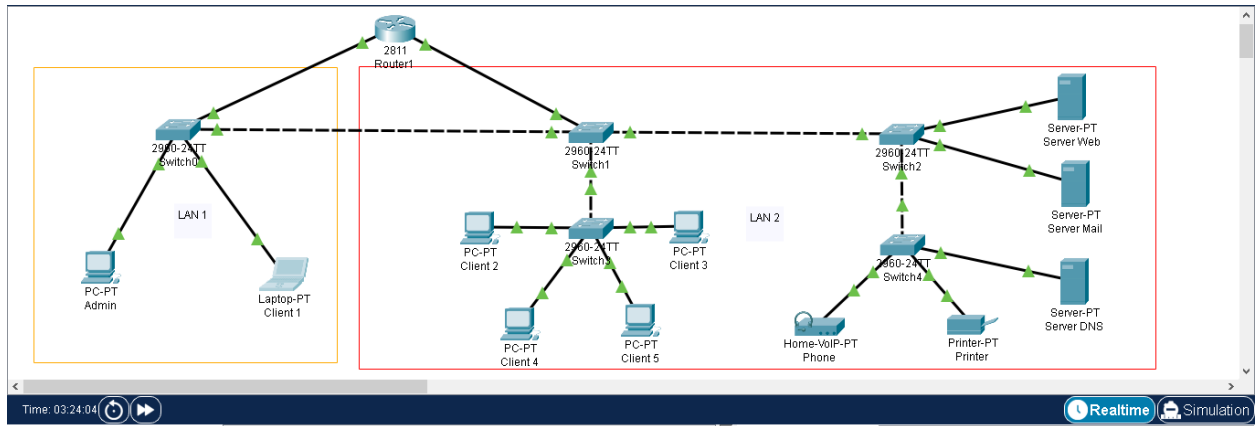 2811
Router1
2960-24TT
Switch0
2960-24TT
Switch1
2960-24TT
Switch2
Server-PT
Server Web
LAN 1
LAN 2
Server-PT
Server Mail
PC-PT
Client 2
2960-24TT
Switch3
PC-PT
Client 3
2960-24TT
Switch4
PC-PT
Admin
Laptop-PT
Client 1
Server-PT
Server DNS
PC-PT
Client 4
PC-PT
Client 5
Home-VoIP-PT
Phone
Printer-PT
Printer
Time: 03:24:04
Realtime
Simulation